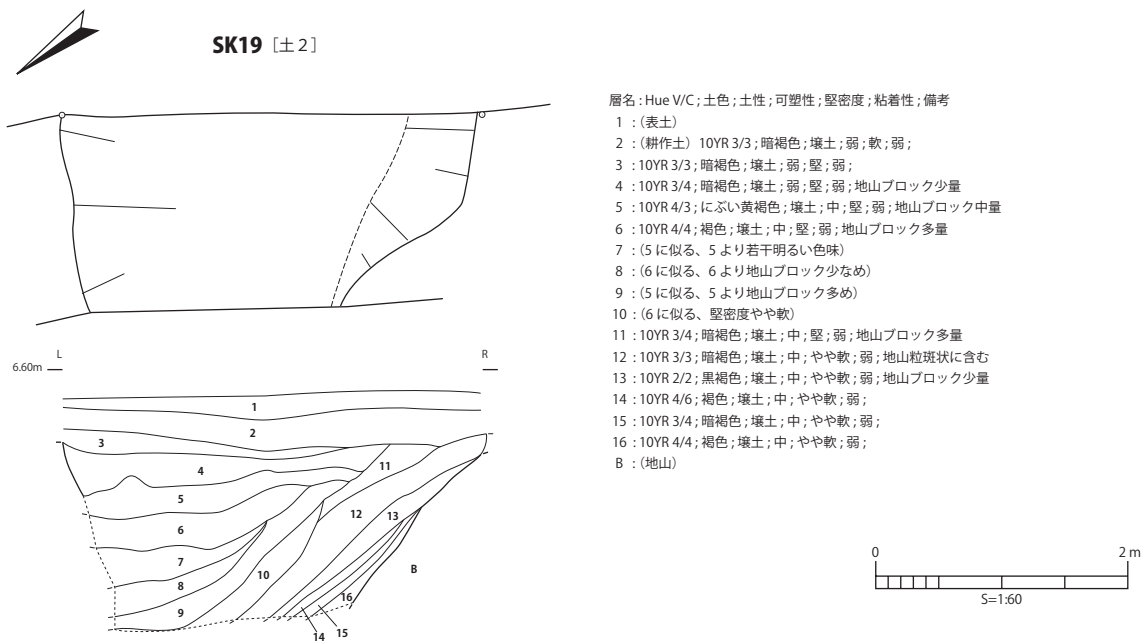 SK19［土２］
層名 : Hue V/C ; 土色 ; 土性 ; 可塑性 ; 堅密度 ; 粘着性 ; 備考
1 :（表土）
2 :（耕作土）10YR 3/3 ; 暗褐色 ; 壌土 ; 弱 ; 軟 ; 弱 ;
3 : 10YR 3/3 ; 暗褐色 ; 壌土 ; 弱 ; 堅 ; 弱 ;
4 : 10YR 3/4 ; 暗褐色 ; 壌土 ; 弱 ; 堅 ; 弱 ; 地山ブロック少量
5 : 10YR 4/3 ; にぶい黄褐色 ; 壌土 ; 中 ; 堅 ; 弱 ; 地山ブロック中量
6 : 10YR 4/4 ; 褐色 ; 壌土 ; 中 ; 堅 ; 弱 ; 地山ブロック多量
7 :（5 に似る、5 より若干明るい色味）
8 :（6 に似る、6 より地山ブロック少なめ）
9 :（5 に似る、5 より地山ブロック多め）
10 :（6 に似る、堅密度やや軟）
11 : 10YR 3/4 ; 暗褐色 ; 壌土 ; 中 ; 堅 ; 弱 ; 地山ブロック多量
12 : 10YR 3/3 ; 暗褐色 ; 壌土 ; 中 ; やや軟 ; 弱 ; 地山粒斑状に含む
13 : 10YR 2/2 ; 黒褐色 ; 壌土 ; 中 ; やや軟 ; 弱 ; 地山ブロック少量
14 : 10YR 4/6 ; 褐色 ; 壌土 ; 中 ; やや軟 ; 弱 ;
15 : 10YR 3/4 ; 暗褐色 ; 壌土 ; 中 ; やや軟 ; 弱 ;
16 : 10YR 4/4 ; 褐色 ; 壌土 ; 中 ; やや軟 ; 弱 ;
B :（地山）
L
R
6.60m
1
2
3
4
11
5
12
13
6
7
B
10
8
16
9
14
15
0
2 m
S=1:60